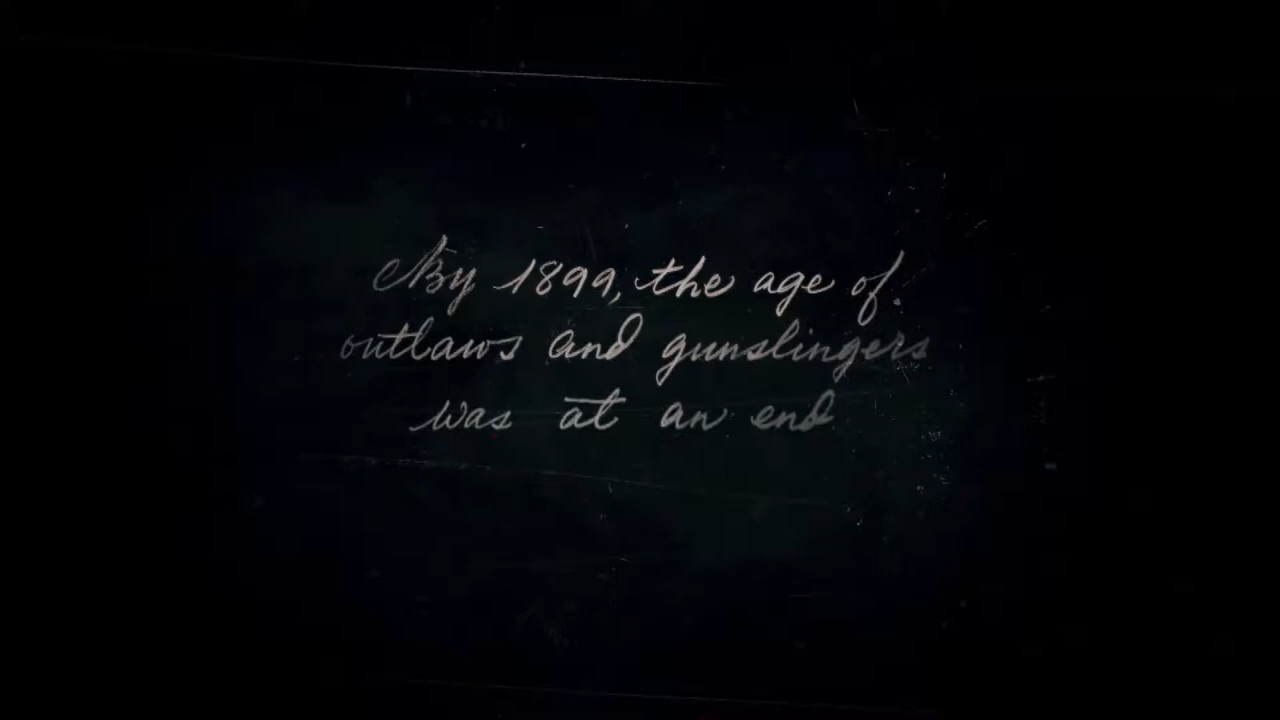 By 1899, the age of
outlaws and gunslingers
was at an end